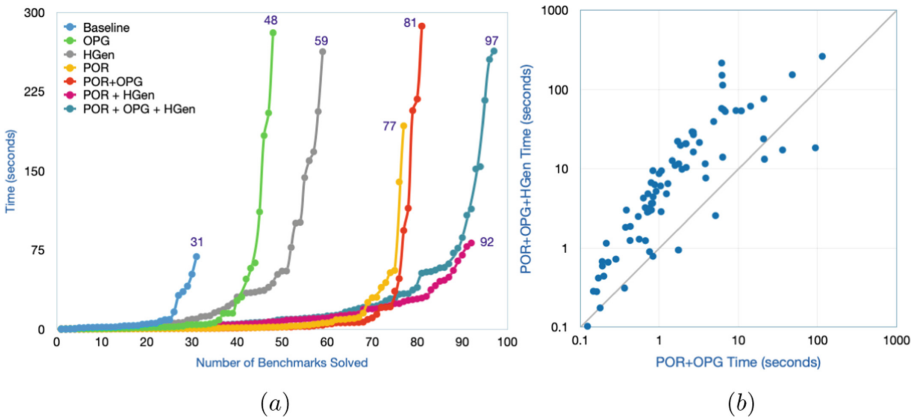 300
225
150
75
0
Time (seconds)
Baseline
OPG
HGen
POR
POR+OPG
POR + HGen
POR + OPG + HGen
31
48
59
77
81
97
92
0 10 20 30 40 50 60 70 80 90 100
Number of Benchmarks Solved
(a)
1000
100
10
1
0.1
POR+OPG+HGen Time (seconds)
0.1 1 10 100 1000
POR+OPG Time (seconds)
(b)